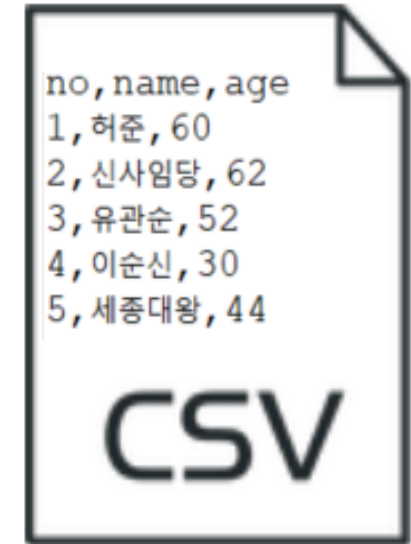 no,name,age
1,허준,60
2,신사임당,62
3,유관순,52
4,이순신,30
5,세종대왕,44
CSV